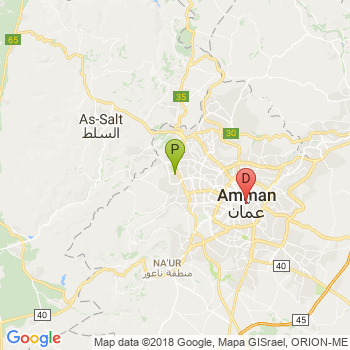 65
35
As-Salt
السلط
30
P
D
Amman
عمان
NA'UR
منطقة ناعور
40
40
45
Google
Map data ©2018 Google, Mapa GISrael, ORION-ME